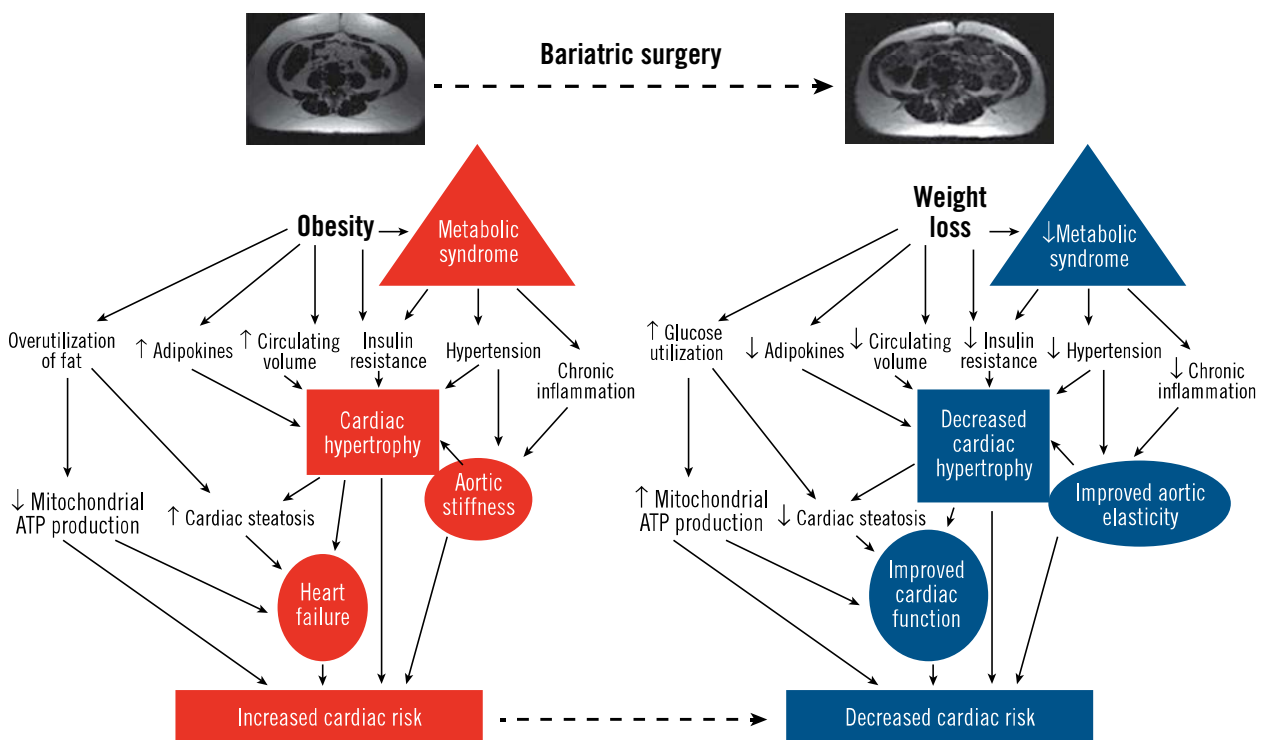 Bariatric surgery
Obesity
Metabolic
syndrome
Overutilization
of fat
↑ Adipokines
↑ Circulating
volume
Insulin
resistance
Hypertension
Chronic
inflammation
Cardiac
hypertrophy
Aortic
stiffness
↓ Mitochondrial
ATP production
↑ Cardiac steatosis
Heart
failure
Increased cardiac risk
Weight
loss
↓Metabolic
syndrome
↑ Glucose
utilization
↓ Adipokines
↓ Circulating
volume
↓ Insulin
resistance
↓ Hypertension
↓ Chronic
inflammation
Decreased
cardiac
hypertrophy
Improved aortic
elasticity
↑ Mitochondrial
ATP production
↓ Cardiac steatosis
Improved
cardiac
function
Decreased cardiac risk